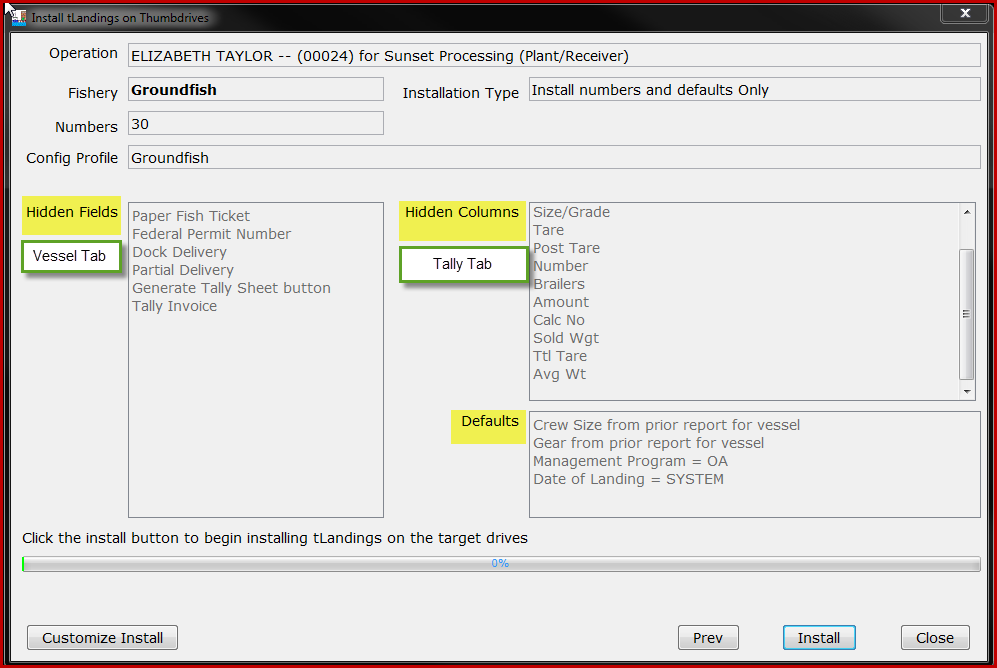 Install tLandings on Thumbdrives
Operation ELIZABETH TAYLOR -- (00024) for Sunset Processing (Plant/Receiver)
Fishery Groundfish Installation Type Install numbers and defaults Only
Numbers 30
Config Profile Groundfish
Hidden Fields
Vessel Tab
Paper Fish Ticket
Federal Permit Number
Dock Delivery
Partial Delivery
Generate Tally Sheet button
Tally Invoice
Hidden Columns
Tally Tab
Size/Grade
Tare
Post Tare
Number
Brailers
Amount
Calc No
Sold Wgt
Ttl Tare
Avg Wt
Defaults
Crew Size from prior report for vessel
Gear from prior report for vessel
Management Program = OA
Date of Landing = SYSTEM
Click the install button to begin installing tLandings on the target drives
0%
Customize Install Prev Install Close